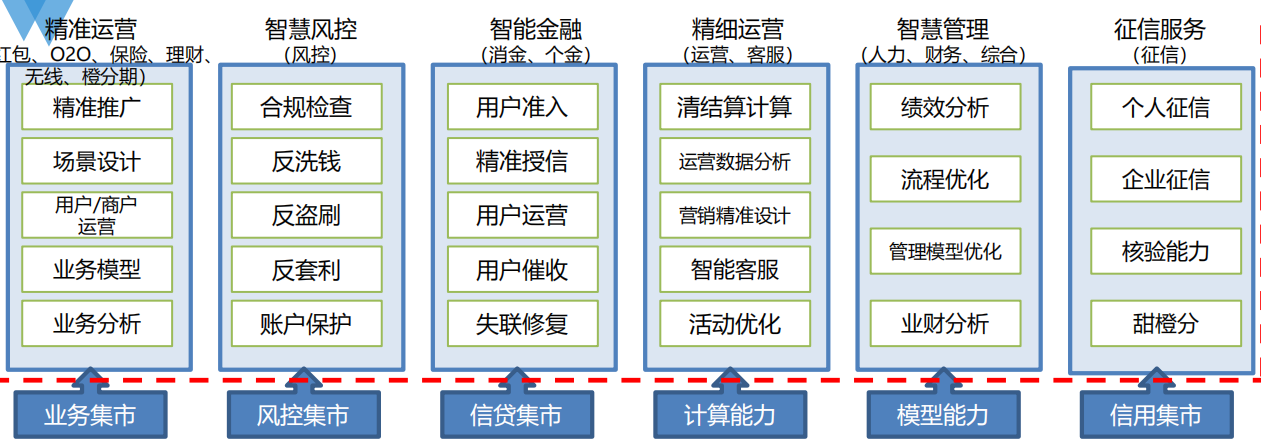 精准运营
红包、O2O、保险、理财、
无线、橙分期）
精准推广
场景设计
用户/商户
运营
业务模型
业务分析
业务集市
智慧风控
（风控）
合规检查
反洗钱
反盗刷
反套利
账户保护
风控集市
智能金融
（消金、个金）
用户准入
精准授信
用户运营
用户催收
失联修复
信贷集市
精细运营
（运营、客服）
清结算计算
运营数据分析
营销精准设计
智能客服
活动优化
计算能力
智慧管理
（人力、财务、综合）
绩效分析
流程优化
管理模型优化
业财分析
模型能力
征信服务
（征信）
个人征信
企业征信
核验能力
甜橙分
信用集市